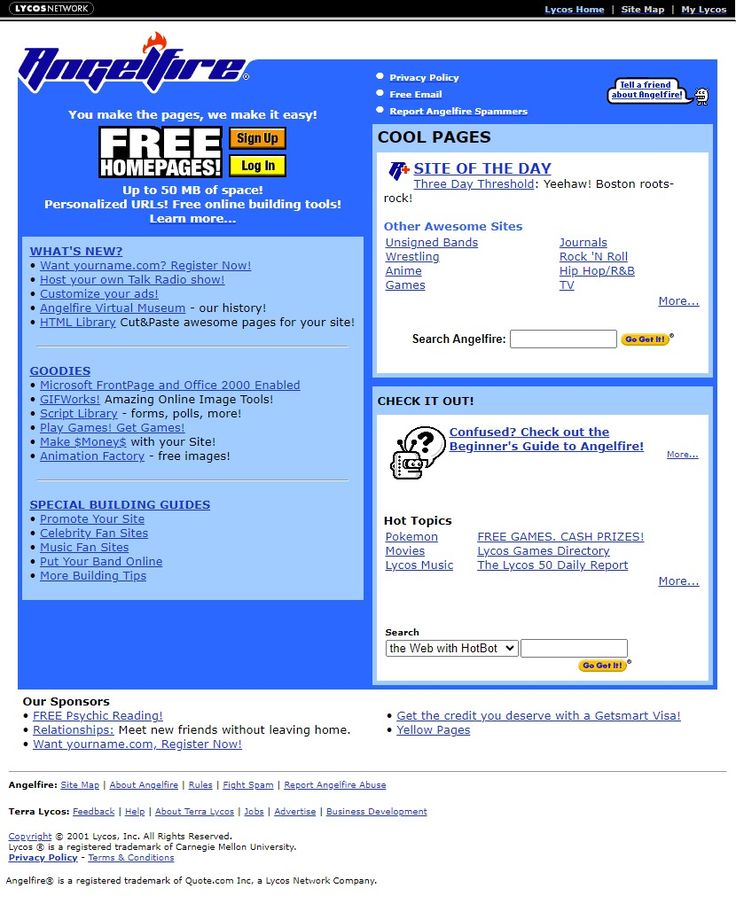 LYCOS NETWORK
Lycos Home | Site Map | My Lycos
Angelfire®
• Privacy Policy
• Free Email
• Report Angelfire Spammers
Tell a friend
about Angelfire!
You make the pages, we make it easy!
FREE
HOMEPAGES!
Sign Up
Log In
Up to 50 MB of space!
Personalized URLs! Free online building tools!
Learn more...
WHAT'S NEW?
• Want yourname.com? Register Now!
• Host your own Talk Radio show!
• Customize your ads!
• Angelfire Virtual Museum - our history!
• HTML Library Cut&Paste awesome pages for your site!
GOODIES
• Microsoft FrontPage and Office 2000 Enabled
• GIFWorks! Amazing Online Image Tools!
• Script Library - forms, polls, more!
• Play Games! Get Games!
• Make $Money$ with your Site!
• Animation Factory - free images!
SPECIAL BUILDING GUIDES
• Promote Your Site
• Celebrity Fan Sites
• Music Fan Sites
• Put Your Band Online
• More Building Tips
COOL PAGES
SITE OF THE DAY
Three Day Threshold: Yeehaw! Boston roots-
rock!
Other Awesome Sites
Unsigned Bands Journals
Wrestling Rock 'N Roll
Anime Hip Hop/R&B
Games TV
More...
Search Angelfire: Go Get It!®
CHECK IT OUT!
?
Confused? Check out the
Beginner's Guide to Angelfire!
More...
Hot Topics
Pokemon FREE GAMES. CASH PRIZES!
Movies Lycos Games Directory
Lycos Music The Lycos 50 Daily Report
More...
Search
the Web with HotBot
Go Get It!®
Our Sponsors
• FREE Psychic Reading!
• Relationships: Meet new friends without leaving home.
• Want yourname.com, Register Now!
• Get the credit you deserve with a Getsmart Visa!
• Yellow Pages
Angelfire: Site Map | About Angelfire | Rules | Fight Spam | Report Angelfire Abuse
Terra Lycos: Feedback | Help | About Terra Lycos | Jobs | Advertise | Business Development
Copyright © 2001 Lycos, Inc. All Rights Reserved.
Lycos ® is a registered trademark of Carnegie Mellon University.
Privacy Policy - Terms & Conditions
Angelfire® is a registered trademark of Quote.com Inc, a Lycos Network Company.